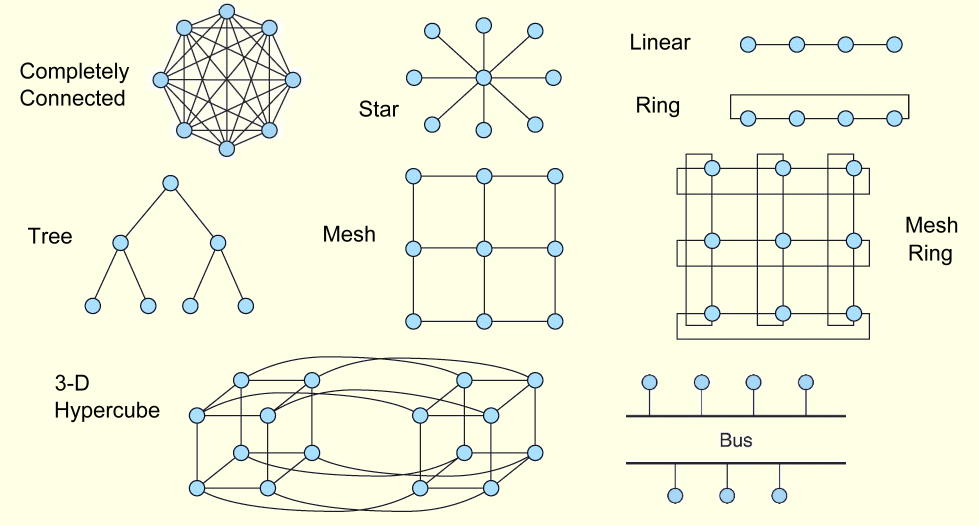 Completely
Connected
Star
Linear
Ring
Tree
Mesh
Mesh
Ring
3-D
Hypercube
Bus